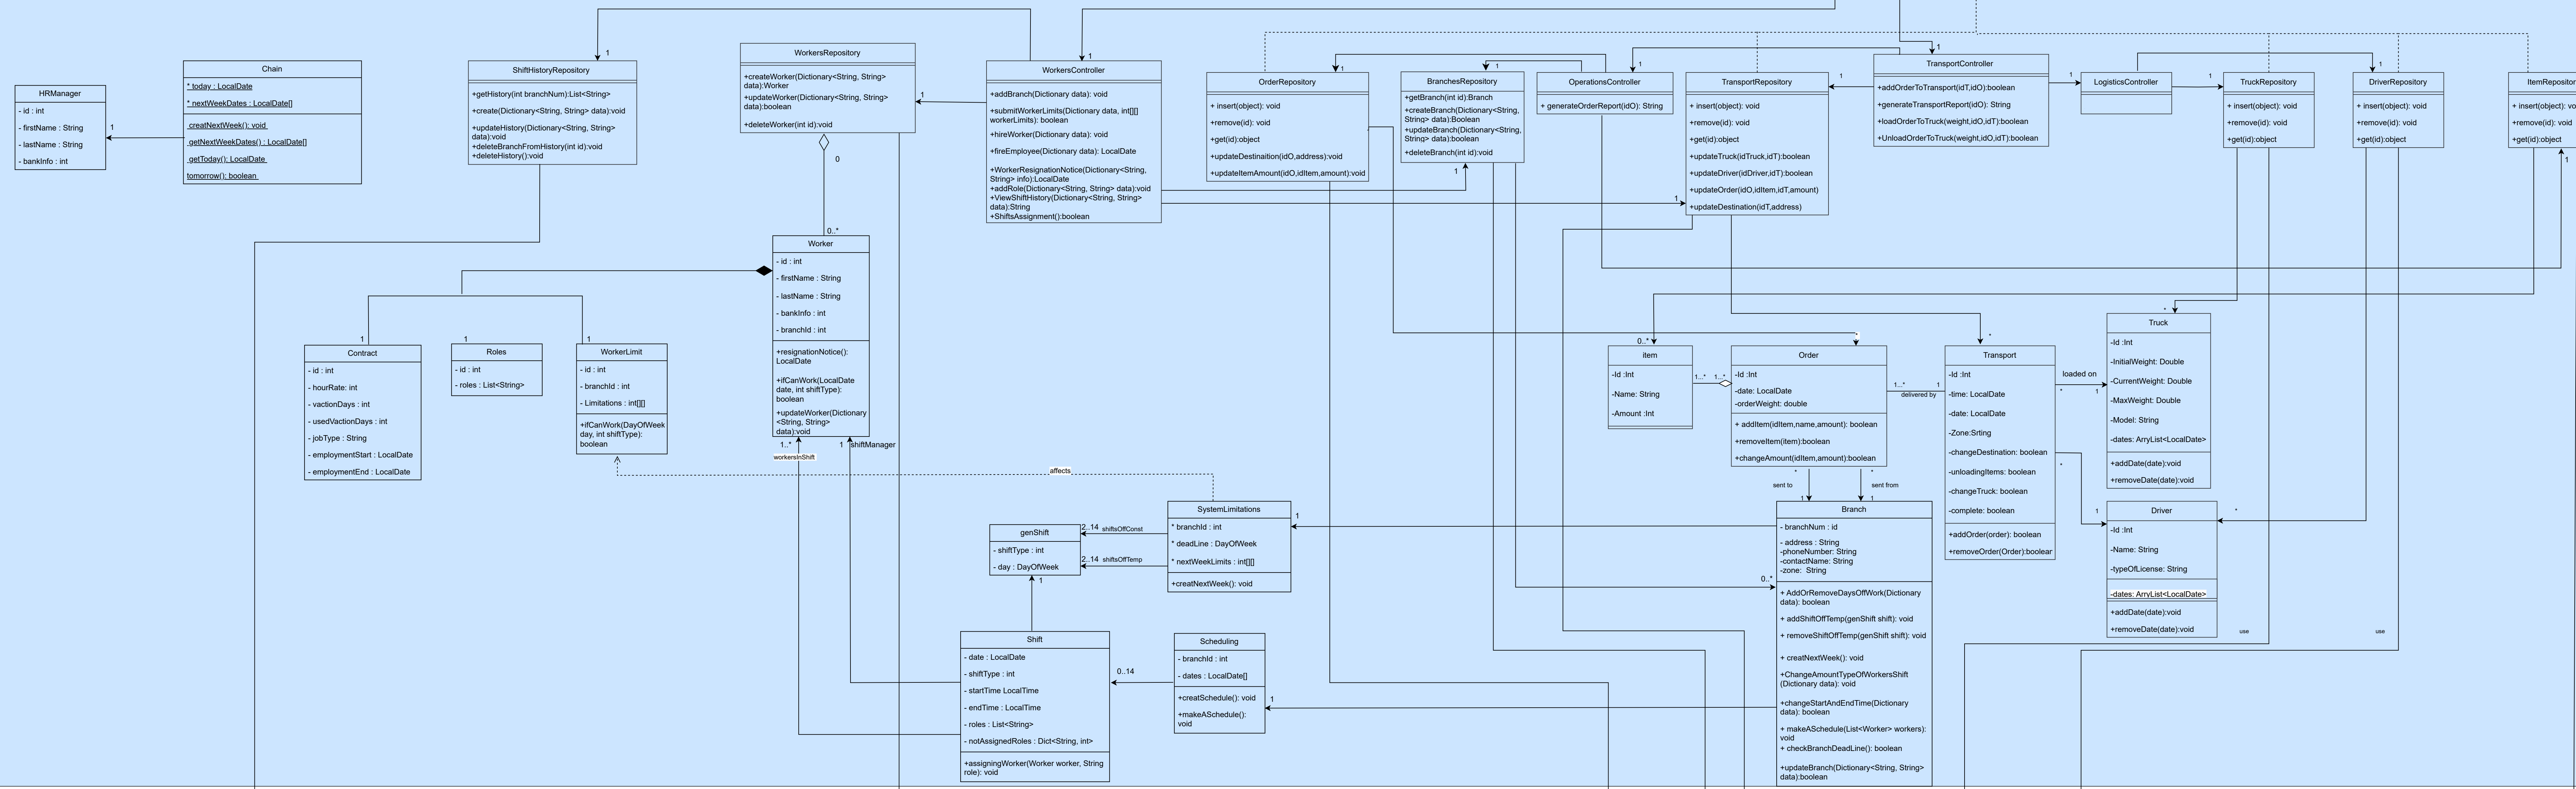 HRManager
- id : int
- firstName : String
- lastName : String
- bankInfo : int
1
Chain
* today : LocalDate
* nextWeekDates : LocalDate[]
creatNextWeek(): void
getNextWeekDates() : LocalDate[]
getToday(): LocalDate
tomorrow(): boolean
1
ShiftHistoryRepository
+getHistory(int branchNum):List<String>
+create(Dictionary<String, String> data):void
+updateHistory(Dictionary<String, String>
data):void
+deleteBranchFromHistory(int id):void
+deleteHistory():void
WorkersRepository
+createWorker(Dictionary<String, String>
data):Worker
+updateWorker(Dictionary<String, String>
data):boolean
+deleteWorker(int id):void
0
0..*
1
1
WorkersController
+addBranch(Dictionary data): void
+submitWorkerLimits(Dictionary data, int[][]
workerLimits): boolean
+hireWorker(Dictionary data): void
+fireEmployee(Dictionary data): LocalDate
+WorkerResignationNotice(Dictionary<String,
String> info):LocalDate
+addRole(Dictionary<String, String> data):void
+ViewShiftHistory(Dictionary<String, String>
data):String
+ShiftsAssignment():boolean
1
OrderRepository
+ insert(object): void
+remove(id): void
+get(id):object
+updateDestinaition(idO,address):void
+updateItemAmount(idO,idItem,amount):void
1
BranchesRepository
+getBranch(int id):Branch
+createBranch(Dictionary<String,
String> data):Boolean
+updateBranch(Dictionary<String,
String> data):boolean
+deleteBranch(int id):void
1
1
OperationsController
+ generateOrderReport(idO): String
1
TransportRepository
+ insert(object): void
+remove(id): void
+get(id):object
+updateTruck(idTruck,idT):boolean
+updateDriver(idDriver,idT):boolean
+updateOrder(idO,idItem,idT,amount)
+updateDestination(idT,address)
1
1
TransportController
+addOrderToTransport(idT,idO):boolean
+generateTransportReport(idO): String
+loadOrderToTruck(weight,idO,idT):boolean
+UnloadOrderToTruck(weight,idO,idT):boolean
1
LogisticsController
1
TruckRepository
+ insert(object): void
+remove(id): void
+get(id):object
1
DriverRepository
+ insert(object): void
+remove(id): void
+get(id):object
ItemRepositor
+ insert(object): vo
+remove(id): void
+get(id):object
1
Worker
- id : int
- firstName : String
- lastName : String
- bankInfo : int
- branchId : int
+resignationNotice():
LocalDate
+ifCanWork(LocalDate
date, int shiftType):
boolean
+updateWorker(Dictionary
<String, String>
data):void
1..*
workersInShift
1
shiftManager
1
Contract
- id : int
- hourRate: int
- vactionDays : int
- usedVactionDays : int
- jobType : String
- employmentStart : LocalDate
- employmentEnd : LocalDate
1
Roles
- id : int
- roles : List<String>
1
WorkerLimit
- id : int
- branchId : int
- Limitations : int[][]
+ifCanWork(DayOfWeek
day, int shiftType):
boolean
affects
genShift
- shiftType : int
- day : DayOfWeek
2..14
shiftsOffConst
2..14
shiftsOffTemp
1
SystemLimitations
* branchId : int
* deadLine : DayOfWeek
* nextWeekLimits : int[][]
+creatNextWeek(): void
1
Shift
- date : LocalDate
- shiftType : int
- startTime LocalTime
- endTime : LocalTime
- roles : List<String>
- notAssignedRoles : Dict<String, int>
+assigningWorker(Worker worker, String
role): void
0..14
Scheduling
- branchId : int
- dates : LocalDate[]
+creatSchedule(): void
+makeASchedule():
void
1
0..*
item
-Id :Int
-Name: String
-Amount :Int
1...*
1...*
*
Order
-Id :Int
-date: LocalDate
-orderWeight: double
+ addItem(idItem,name,amount): boolean
+removeItem(item):boolean
+changeAmount(idItem,amount):boolean
1...*
1
delivered by
*
sent to
1
*
sent from
1
*
Transport
-Id :Int
-time: LocalDate
-date: LocalDate
-Zone:Srting
-changeDestination: boolean
-unloadingItems: boolean
-changeTruck: boolean
-complete: boolean
+addOrder(order): boolean
+removeOrder(Order):boolean
loaded on
*
1
*
1
*
Truck
-Id :Int
-InitialWeight: Double
-CurrentWeight: Double
-MaxWeight: Double
-Model: String
-dates: ArryList<LocalDate>
+addDate(date):void
+removeDate(date):void
Driver
-Id :Int
-Name: String
-typeOfLicense: String
-dates: ArryList<LocalDate>
+addDate(date):void
+removeDate(date):void
*
use
use
0..*
Branch
- branchNum : id
- address : String
-phoneNumber: String
-contactName: String
-zone:  String
+ AddOrRemoveDaysOffWork(Dictionary
data): boolean
+ addShiftOffTemp(genShift shift): void
+ removeShiftOffTemp(genShift shift): void
+ creatNextWeek(): void
+ChangeAmountTypeOfWorkersShift
(Dictionary data): void
+changeStartAndEndTime(Dictionary
data): boolean
+ makeASchedule(List<Worker> workers):
void
+ checkBranchDeadLine(): boolean
+updateBranch(Dictionary<String, String>
data):boolean